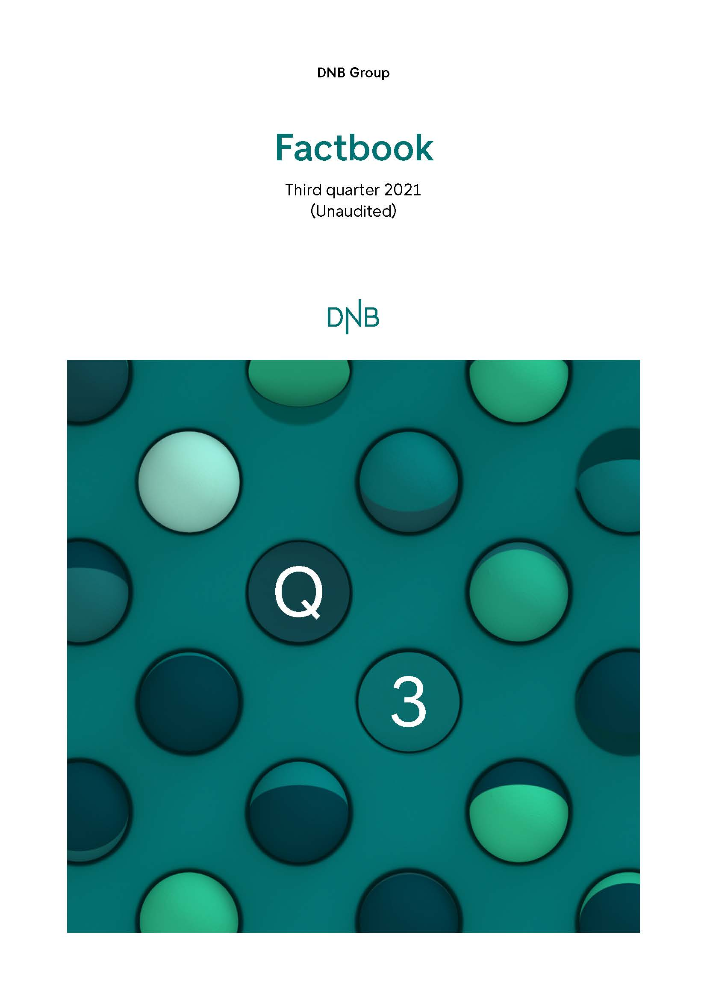 DNB Group
Factbook
Third quarter 2021
(Unaudited)
DNB
Q
3